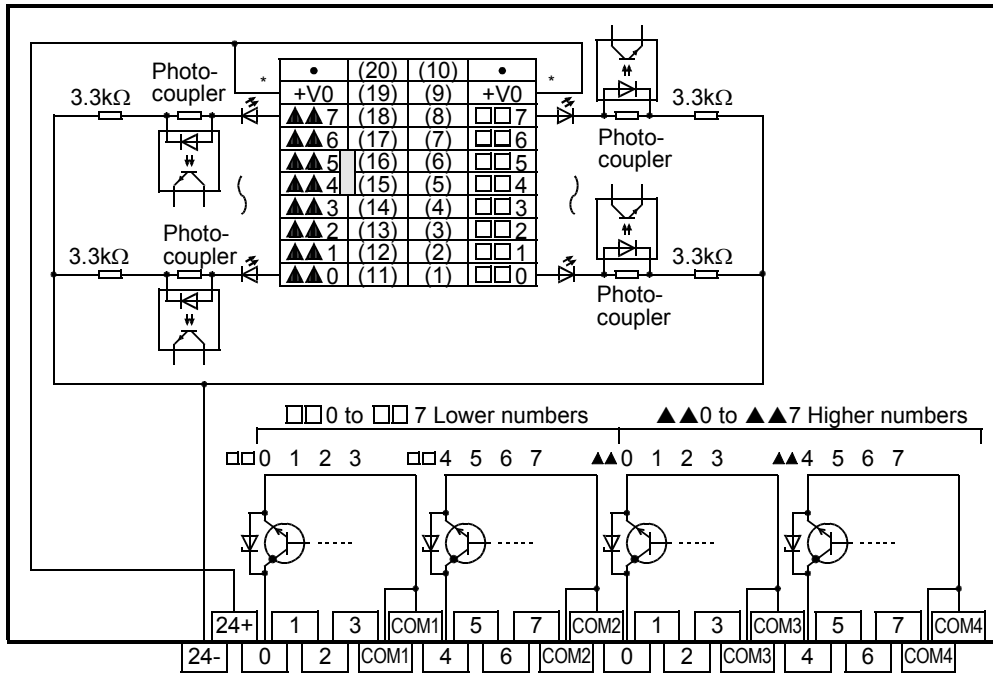 Photo-
coupler
3.3kΩ
*
• (20) (10) •
+V0 (19) (9) +V0
▲▲7 (18) (8) □□7
▲▲6 (17) (7) □□6
▲▲5 (16) (6) □□5
▲▲4 (15) (5) □□4
▲▲3 (14) (4) □□3
▲▲2 (13) (3) □□2
▲▲1 (12) (2) □□1
▲▲0 (11) (1) □□0
*
3.3kΩ
Photo-
coupler
Photo-
coupler
3.3kΩ
3.3kΩ
Photo-
coupler
□□0 to □□7 Lower numbers ▲▲0 to ▲▲7 Higher numbers
□□0 1 2 3 □□4 5 6 7 ▲▲0 1 2 3 ▲▲4 5 6 7
24+ 1 3 COM1 5 7 COM2 1 3 COM3 5 7 COM4
24- 0 2 COM1 4 6 COM2 0 2 COM3 4 6 COM4